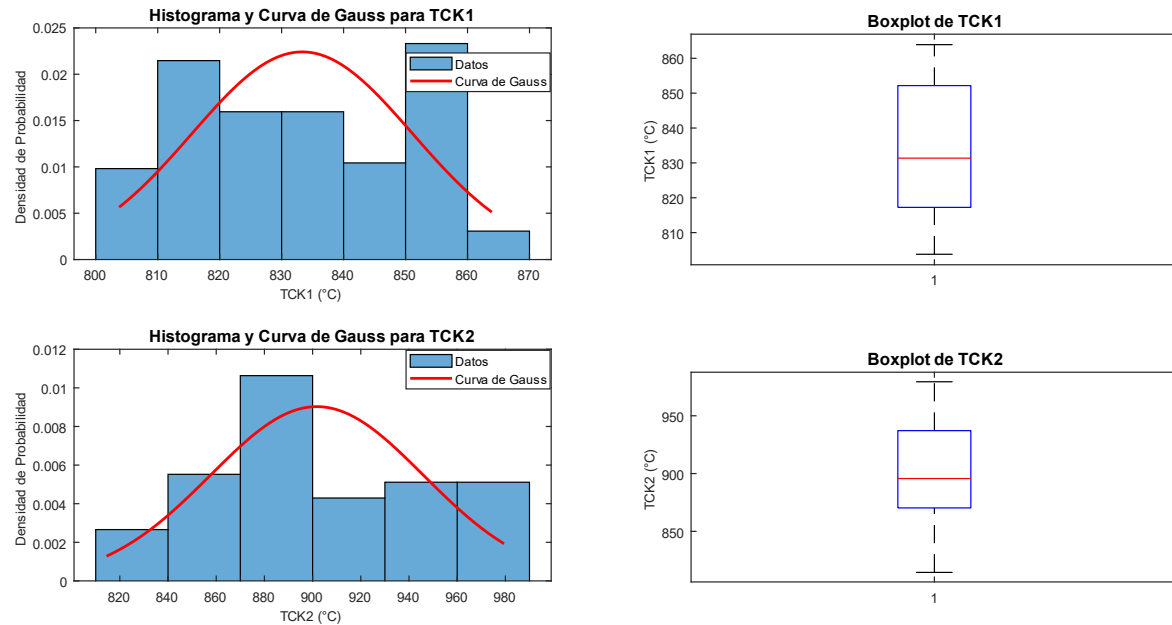 Histograma y Curva de Gauss para TCK1
0.025
0.02
0.015
0.01
0.005
0
Densidad de Probabilidad
Datos
Curva de Gauss
800 810 820 830 840 850 860 870
TCK1 (°C)
Boxplot de TCK1
860
850
840
830
820
810
TCK1 (°C)
1
Histograma y Curva de Gauss para TCK2
0.012
0.01
0.008
0.006
0.004
0.002
0
Densidad de Probabilidad
Datos
Curva de Gauss
820 840 860 880 900 920 940 960 980
TCK2 (°C)
Boxplot de TCK2
950
900
850
TCK2 (°C)
1